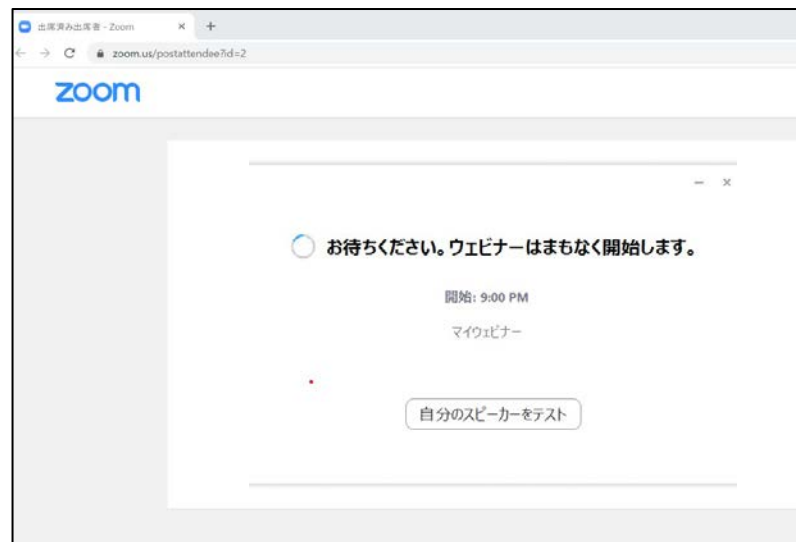 出席済み出席者 - Zoom
zoom.us/postattendee?id=2
zoom
お待ちください。ウェビナーはまもなく開始します。
開始: 9:00 PM
マイウェビナー
自分のスピーカーをテスト